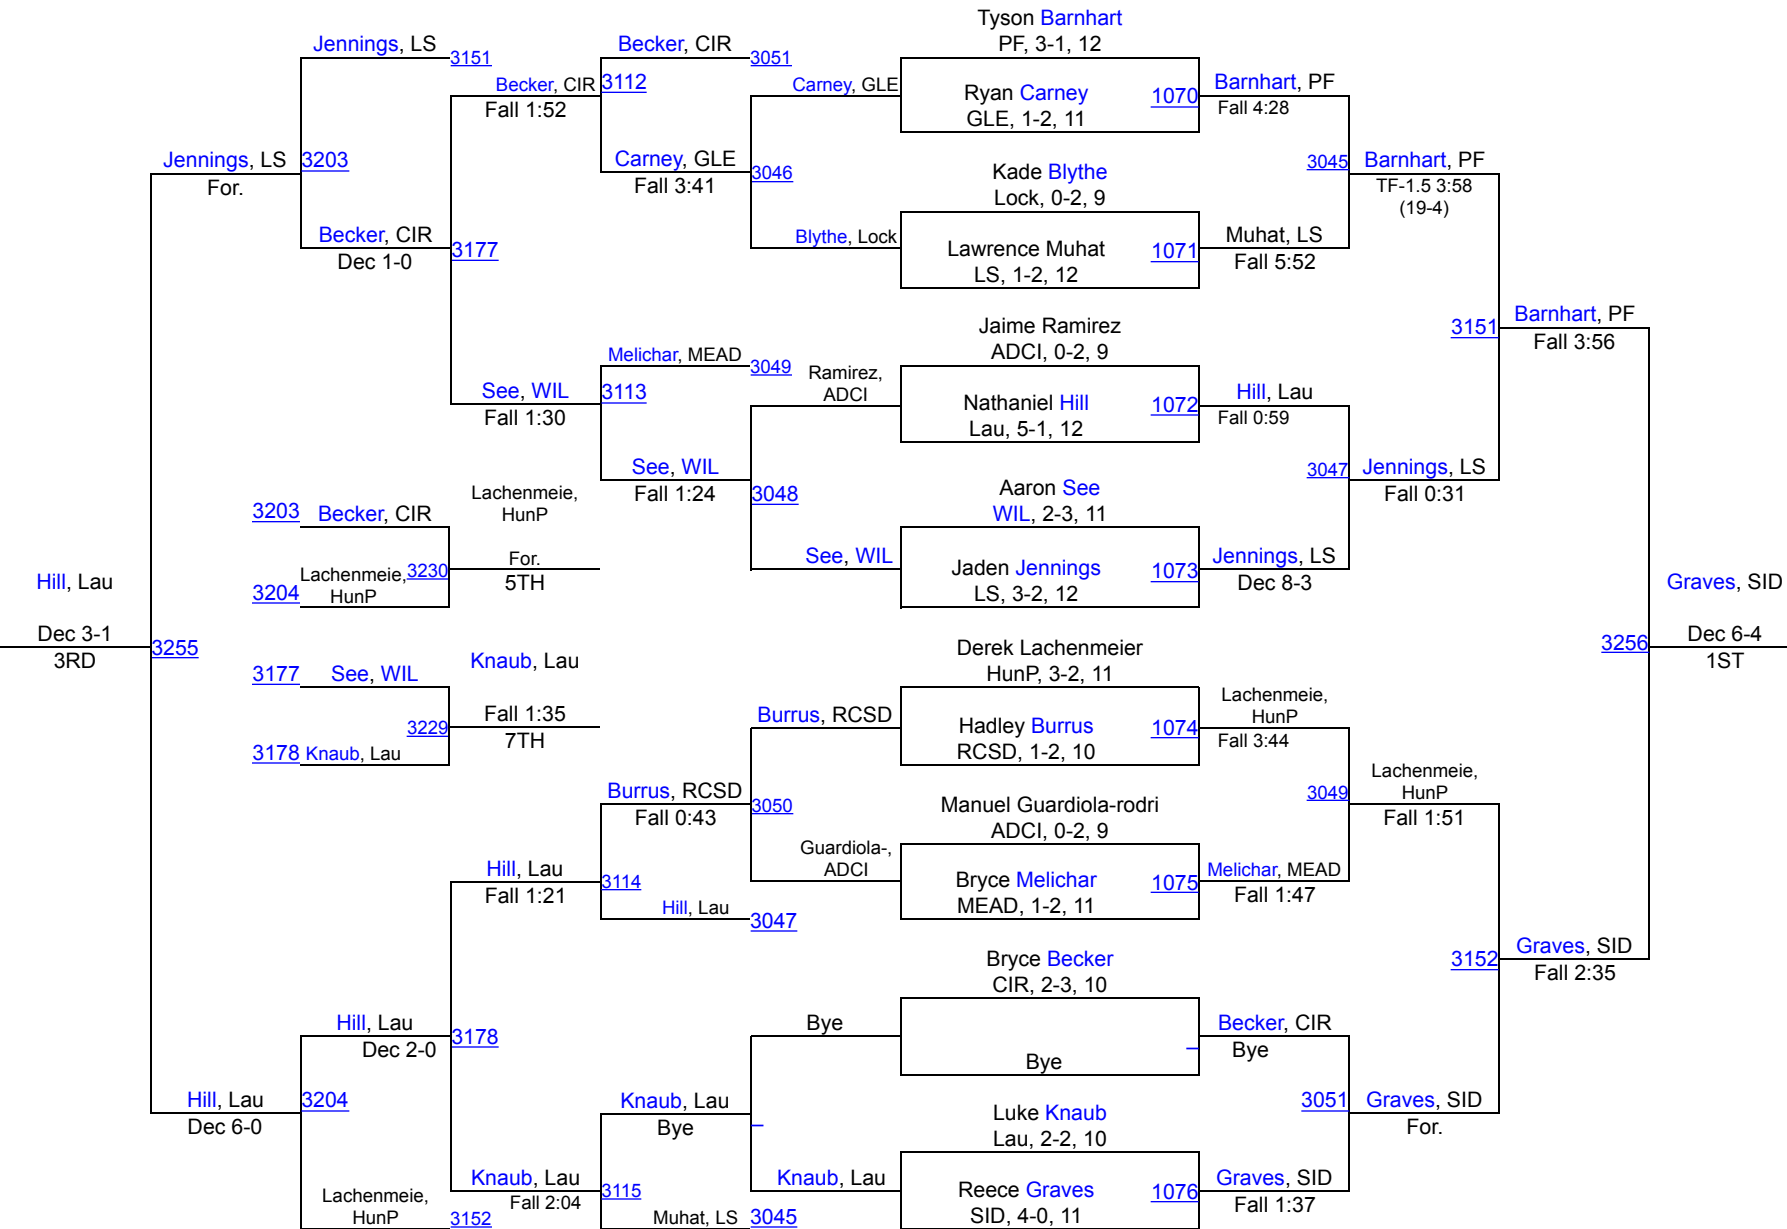 Tyson Barnhart
PF, 3-1, 12
Jennings, LS
3151
Becker, CIR
3051
Becker, CIR
3112
Fall 1:52
Carney, GLE
Ryan Carney
GLE, 1-2, 11
1070
Barnhart, PF
Fall 4:28
Jennings, LS
3203
For.
Carney, GLE
Fall 3:41
3046
Kade Blythe
Lock, 0-2, 9
3045
Barnhart, PF
TF-1.5 3:58
(19-4)
Becker, CIR
Dec 1-0
3177
Blythe, Lock
Lawrence Muhat
LS, 1-2, 12
1071
Muhat, LS
Fall 5:52
Jaime Ramirez
ADCI, 0-2, 9
3151
Barnhart, PF
Fall 3:56
Melichar, MEAD
3049
See, WIL
Fall 1:30
3113
Ramirez,
ADCI
Nathaniel Hill
Lau, 5-1, 12
1072
Hill, Lau
Fall 0:59
See, WIL
Fall 1:24
3048
Aaron See
WIL, 2-3, 11
3047
Jennings, LS
Fall 0:31
3203
Becker, CIR
Lachenmeie,
HunP
3204
Lachenmeie,
HunP
3230
For.
5TH
See, WIL
Jaden Jennings
LS, 3-2, 12
1073
Jennings, LS
Dec 8-3
Hill, Lau
Dec 3-1
3RD
3255
Graves, SID
3256
Dec 6-4
1ST
Derek Lachenmeier
HunP, 3-2, 11
3177
See, WIL
Knaub, Lau
3229
Fall 1:35
7TH
3178
Knaub, Lau
Burrus, RCSD
Hadley Burrus
RCSD, 1-2, 10
1074
Lachenmeie,
HunP
Fall 3:44
Burrus, RCSD
Fall 0:43
3050
Manuel Guardiola-rodri
ADCI, 0-2, 9
3049
Lachenmeie,
HunP
Fall 1:51
Hill, Lau
Fall 1:21
3114
Guardiola-,
ADCI
Bryce Melichar
MEAD, 1-2, 11
1075
Melichar, MEAD
Fall 1:47
Hill, Lau
3047
Bryce Becker
CIR, 2-3, 10
3152
Graves, SID
Fall 2:35
Hill, Lau
Dec 2-0
3178
Bye
Bye
Becker, CIR
Bye
Hill, Lau
Dec 6-0
3204
Knaub, Lau
Bye
Luke Knaub
Lau, 2-2, 10
3051
Graves, SID
For.
Knaub, Lau
Fall 2:04
3115
Knaub, Lau
Reece Graves
SID, 4-0, 11
1076
Graves, SID
Fall 1:37
Lachenmeie,
HunP
3152
Muhat, LS
3045